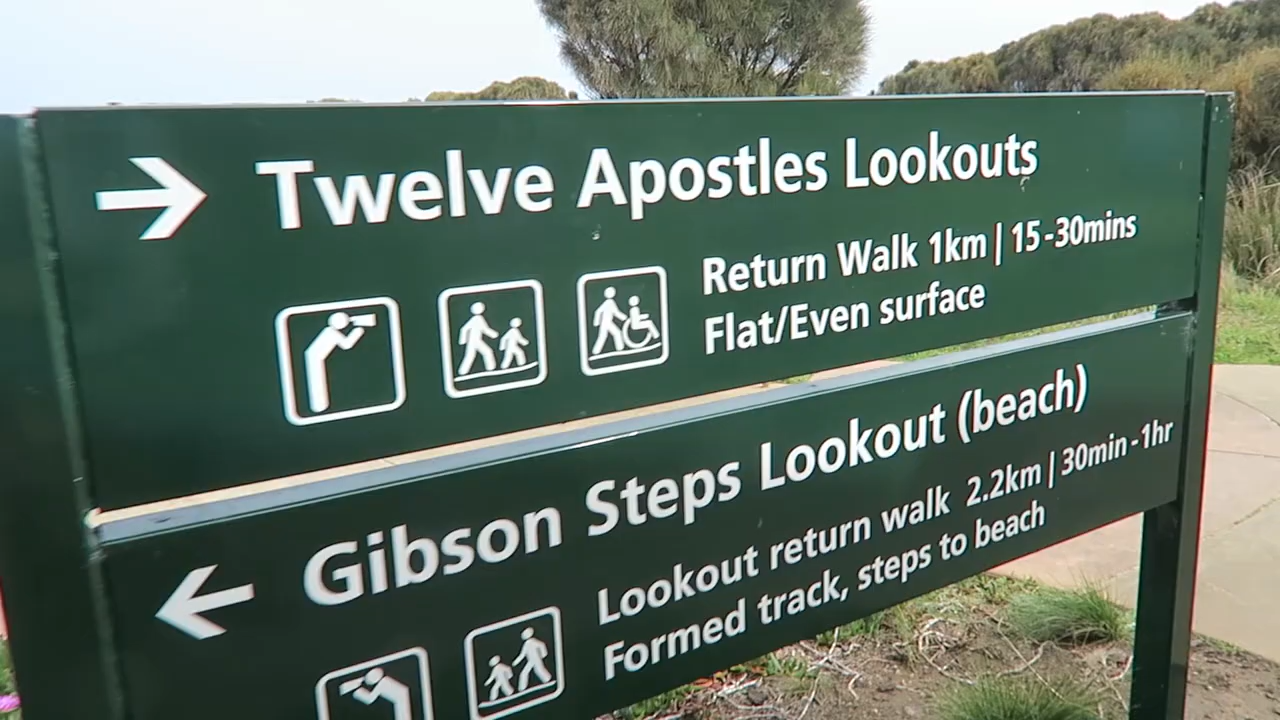 Twelve Apostles Lookouts
Return Walk 1km | 15-30mins
Flat/Even surface
Gibson Steps Lookout (beach)
Lookout return walk 2.2km | 30min-1hr
Formed track, steps to beach